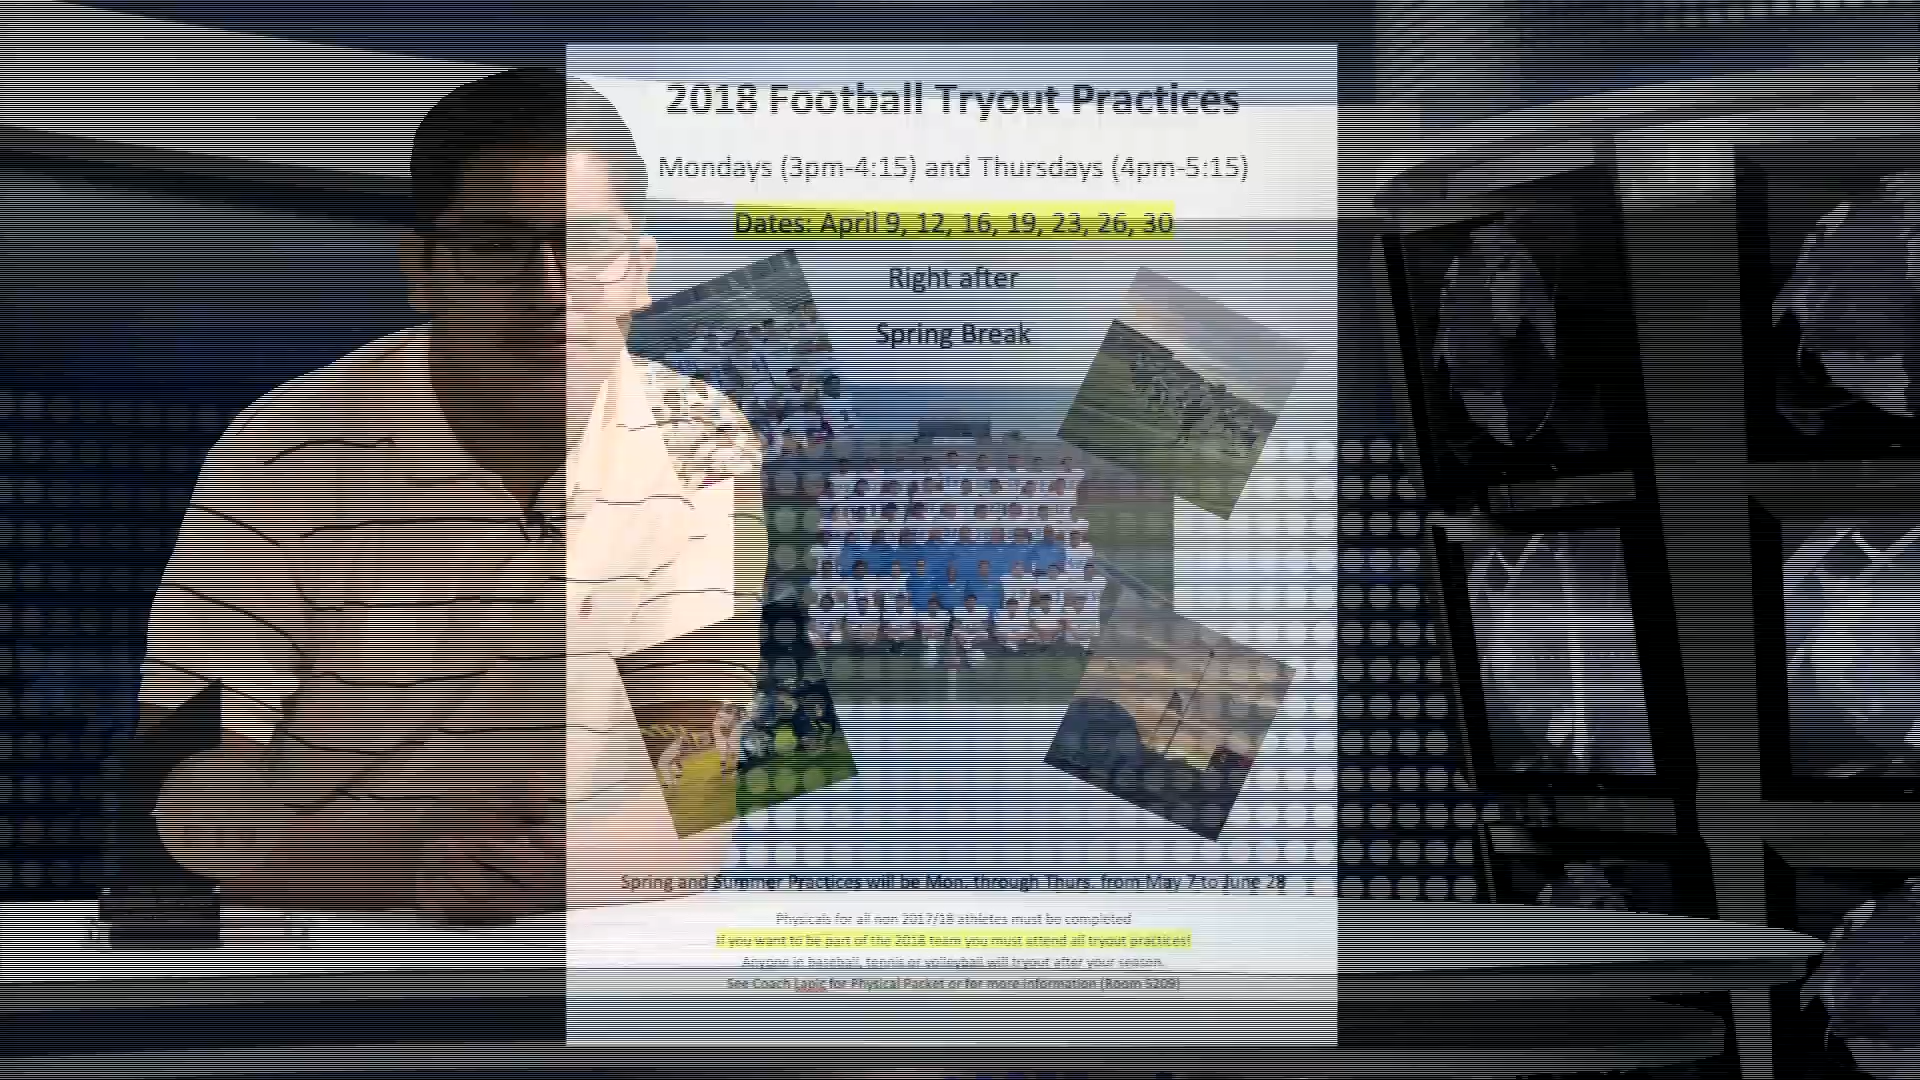 2018 Football Tryout Practices
Mondays (3pm-4:15) and Thursdays (4pm-5:15)
Dates: April 9, 12, 16, 19, 23, 26, 30
Right after
Spring Break
Spring and Summer Practices will be Mon. through Thurs. from May 7 to June 28
Physicals for all non 2017/18 athletes must be completed
If you want to be part of the 2018 team you must attend all tryout practices!
Anyone in baseball, tennis or volleyball will tryout after your season.
See Coach Lapic for Physical Packet or for more information (Room 5209)